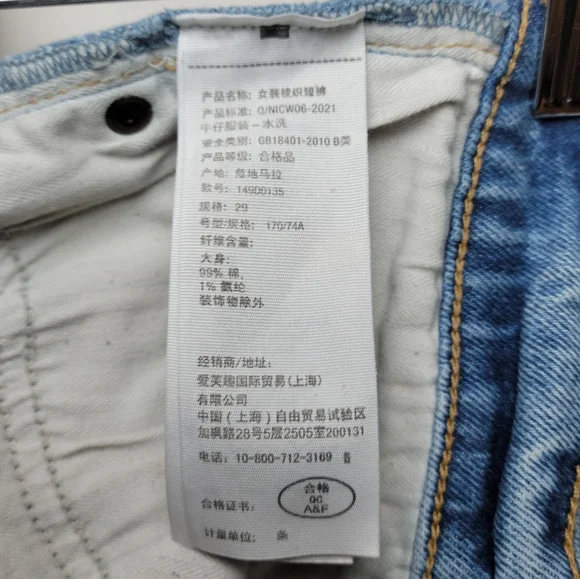 产品名称: 女装梭织短裤
产品标准: Q/NICW06-2021
牛仔服装-水洗
安全类别: GB18401-2010 B类
产品等级: 合格品
产地: 危地马拉
款号: 149D0135
规格: 29
号型/规格: 170/74A
纤维含量:
大身:
99% 棉,
1% 氨纶
装饰物除外
经销商/地址:
爱芙趣国际贸易(上海)
有限公司
中国(上海)自由贸易试验区
加枫路28号5层2505室200131
电话: 10-800-712-3169
合格证书:
合格
QC
A&F
计量单位: 条